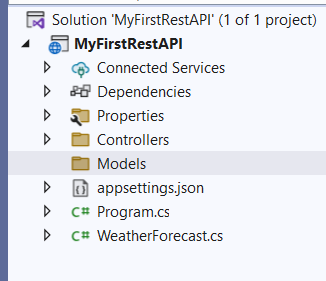 Solution 'MyFirstRestAPI' (1 of 1 project)
MyFirstRestAPI
Connected Services
Dependencies
Properties
Controllers
Models
appsettings.json
C# Program.cs
C# WeatherForecast.cs